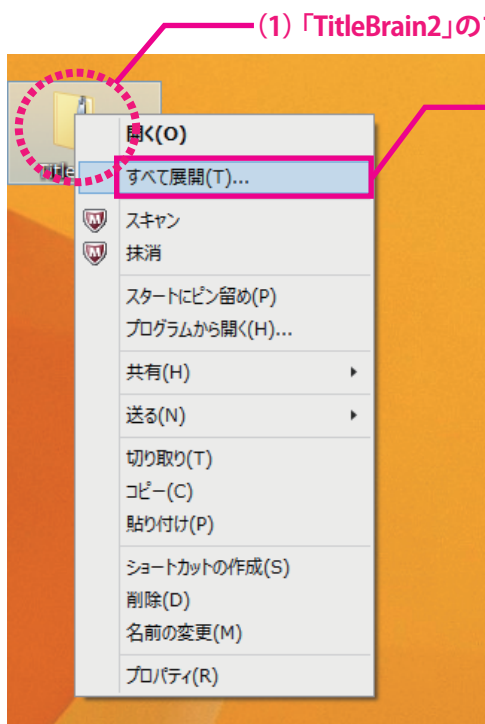 (1)「TitleBrain2」の
Title
開く(O)
すべて展開(T)...
スキャン
抹消
スタートにピン留め(P)
プログラムから開く(H)...
共有(H)
送る(N)
切り取り(T)
コピー(C)
貼り付け(P)
ショートカットの作成(S)
削除(D)
名前の変更(M)
プロパティ(R)